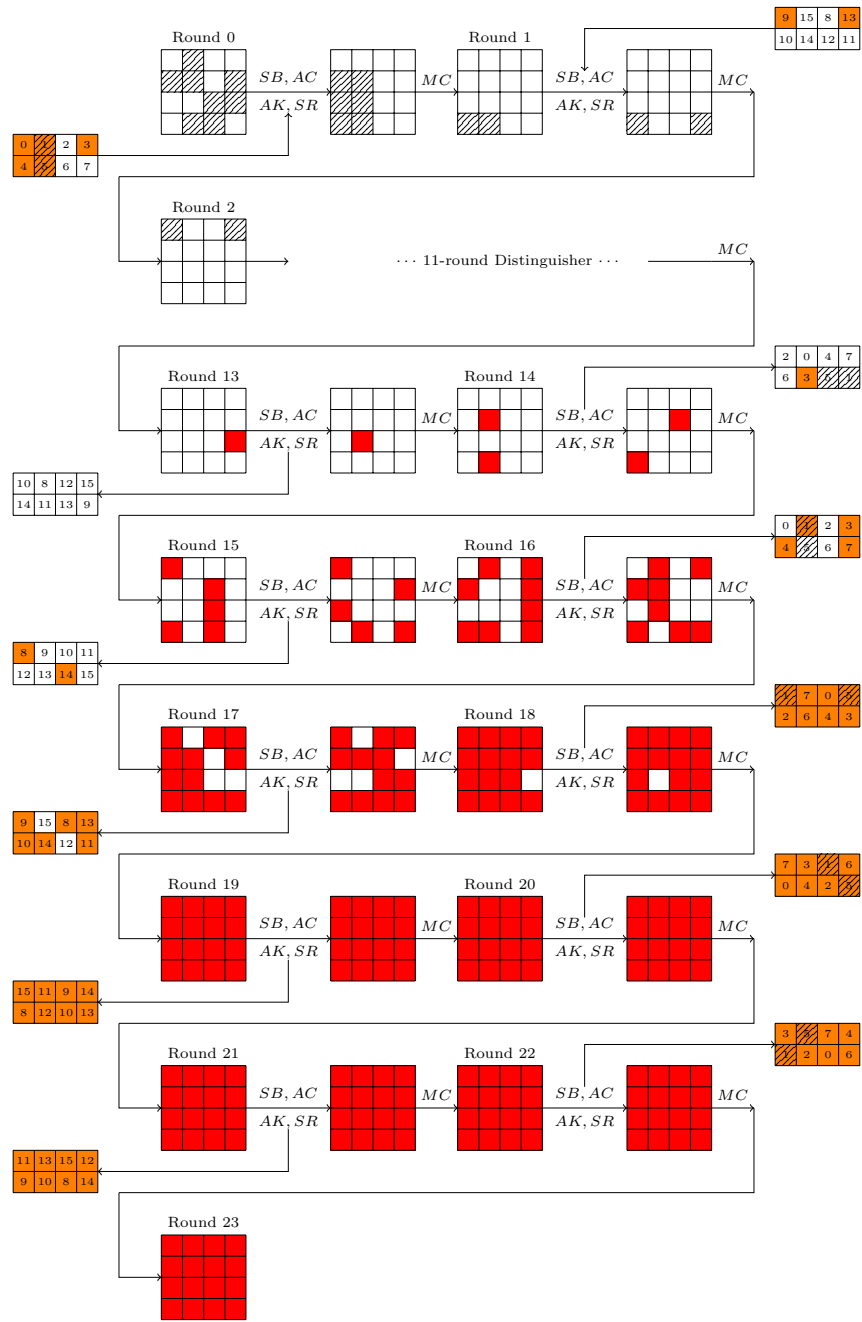 9 15 8 13
10 14 12 11
Round 0
Round 1
SB, AC
MC
SB, AC
MC
AK, SR
AK, SR
0 1 2 3
4 5 6 7
Round 2
··· 11-round Distinguisher ···
MC
2 0 4 7
6 3 5 1
Round 13
Round 14
SB, AC
MC
SB, AC
MC
AK, SR
AK, SR
10 8 12 15
14 11 13 9
0 1 2 3
4 5 6 7
Round 15
Round 16
SB, AC
MC
SB, AC
MC
AK, SR
AK, SR
8 9 10 11
12 13 14 15
1 7 0 5
2 6 4 3
Round 17
Round 18
SB, AC
MC
SB, AC
MC
AK, SR
AK, SR
9 15 8 13
10 14 12 11
7 3 1 6
0 4 2 5
Round 19
Round 20
SB, AC
MC
SB, AC
MC
AK, SR
AK, SR
15 11 9 14
8 12 10 13
3 5 7 4
1 2 0 6
Round 21
Round 22
SB, AC
MC
SB, AC
MC
AK, SR
AK, SR
11 13 15 12
9 10 8 14
Round 23